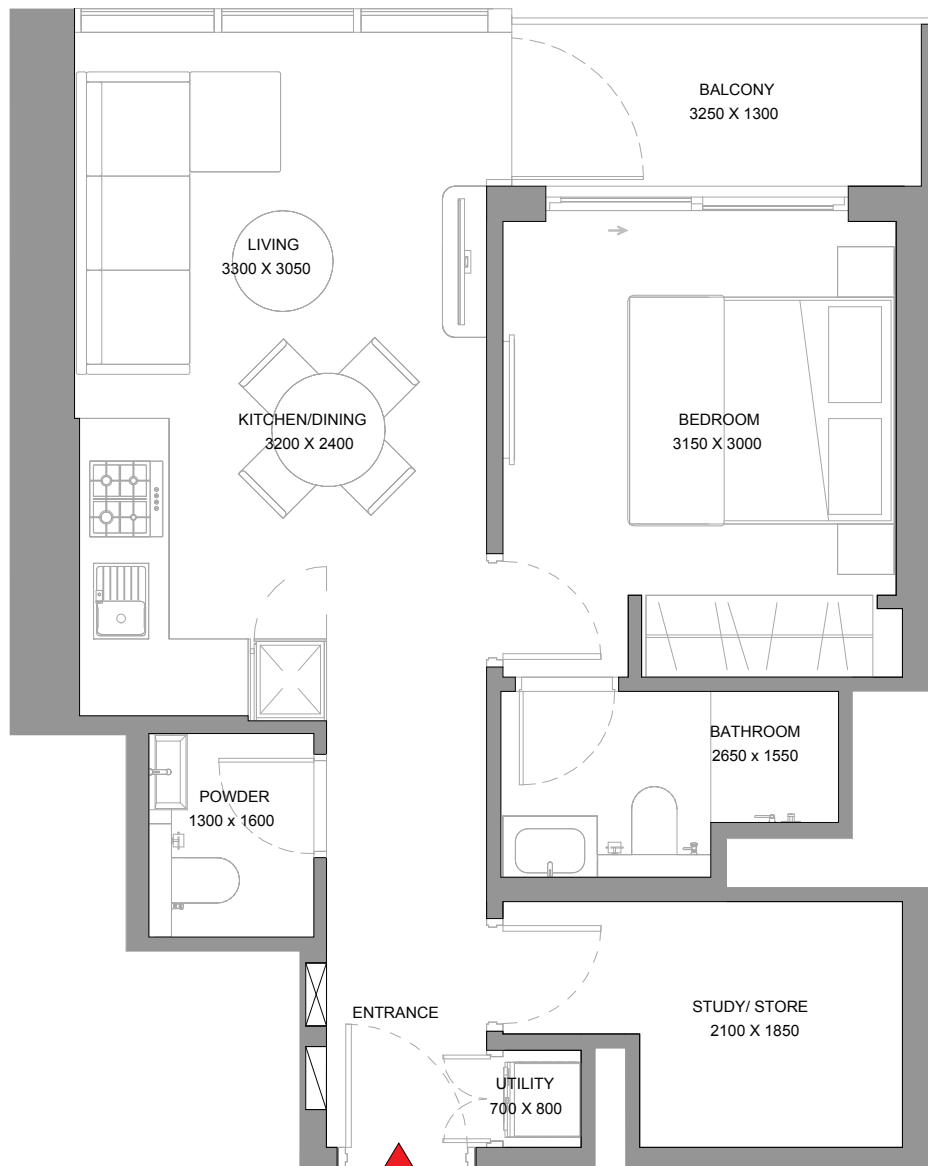 BALCONY
3250 X 1300
LIVING
3300 X 3050
KITCHEN/DINING
3200 X 2400
BEDROOM
3150 X 3000
BATHROOM
2650 x 1550
POWDER
1300 x 1600
ENTRANCE
STUDY/ STORE
2100 X 1850
UTILITY
700 X 800